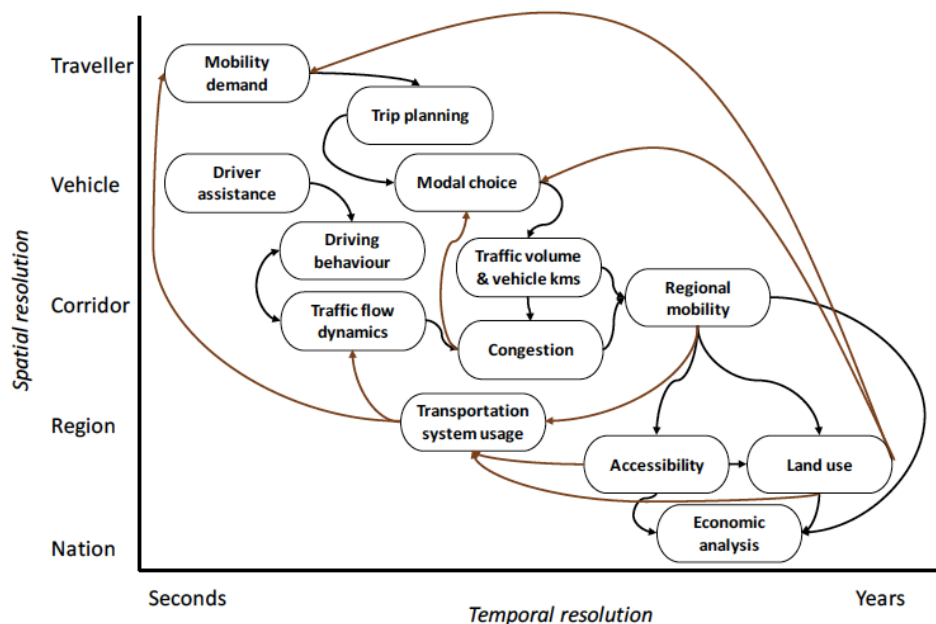 Traveller
Mobility
demand
Trip planning
Vehicle
Driver
assistance
Modal choice
Driving
behaviour
Traffic volume
& vehicle kms
Spatial resolution
Corridor
Traffic flow
dynamics
Regional
mobility
Congestion
Region
Transportation
system usage
Accessibility
Land use
Nation
Economic
analysis
Seconds
Temporal resolution
Years